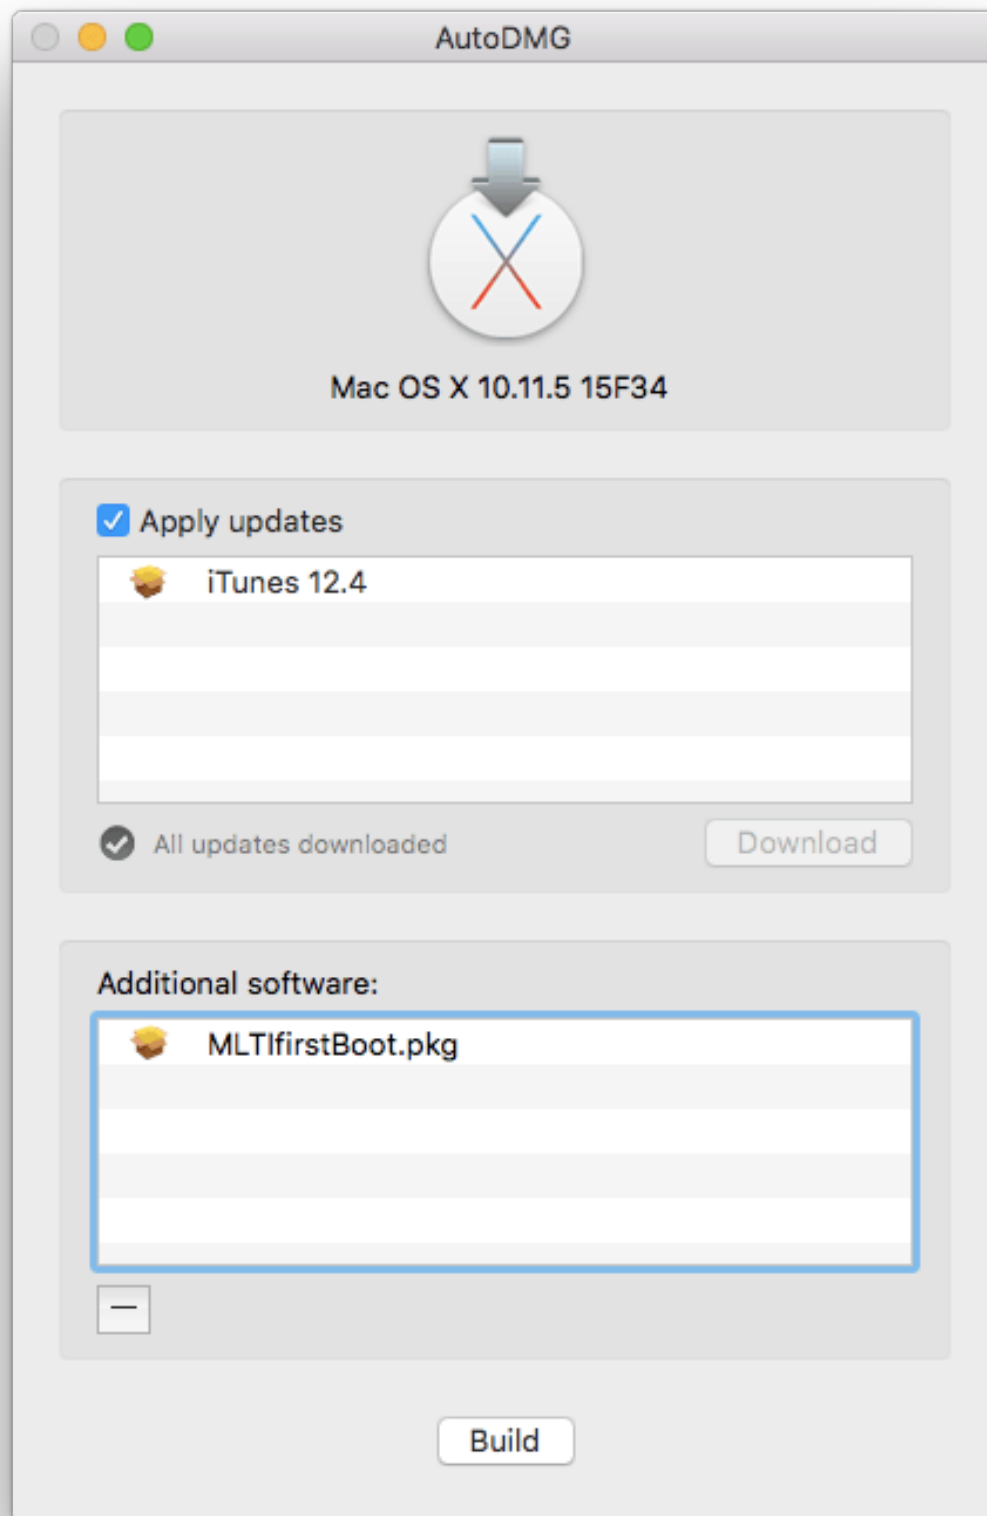 AutoDMG
Mac OS X 10.11.5 15F34
Apply updates
iTunes 12.4
All updates downloaded
Download
Additional software:
MLTIfirstBoot.pkg
Build